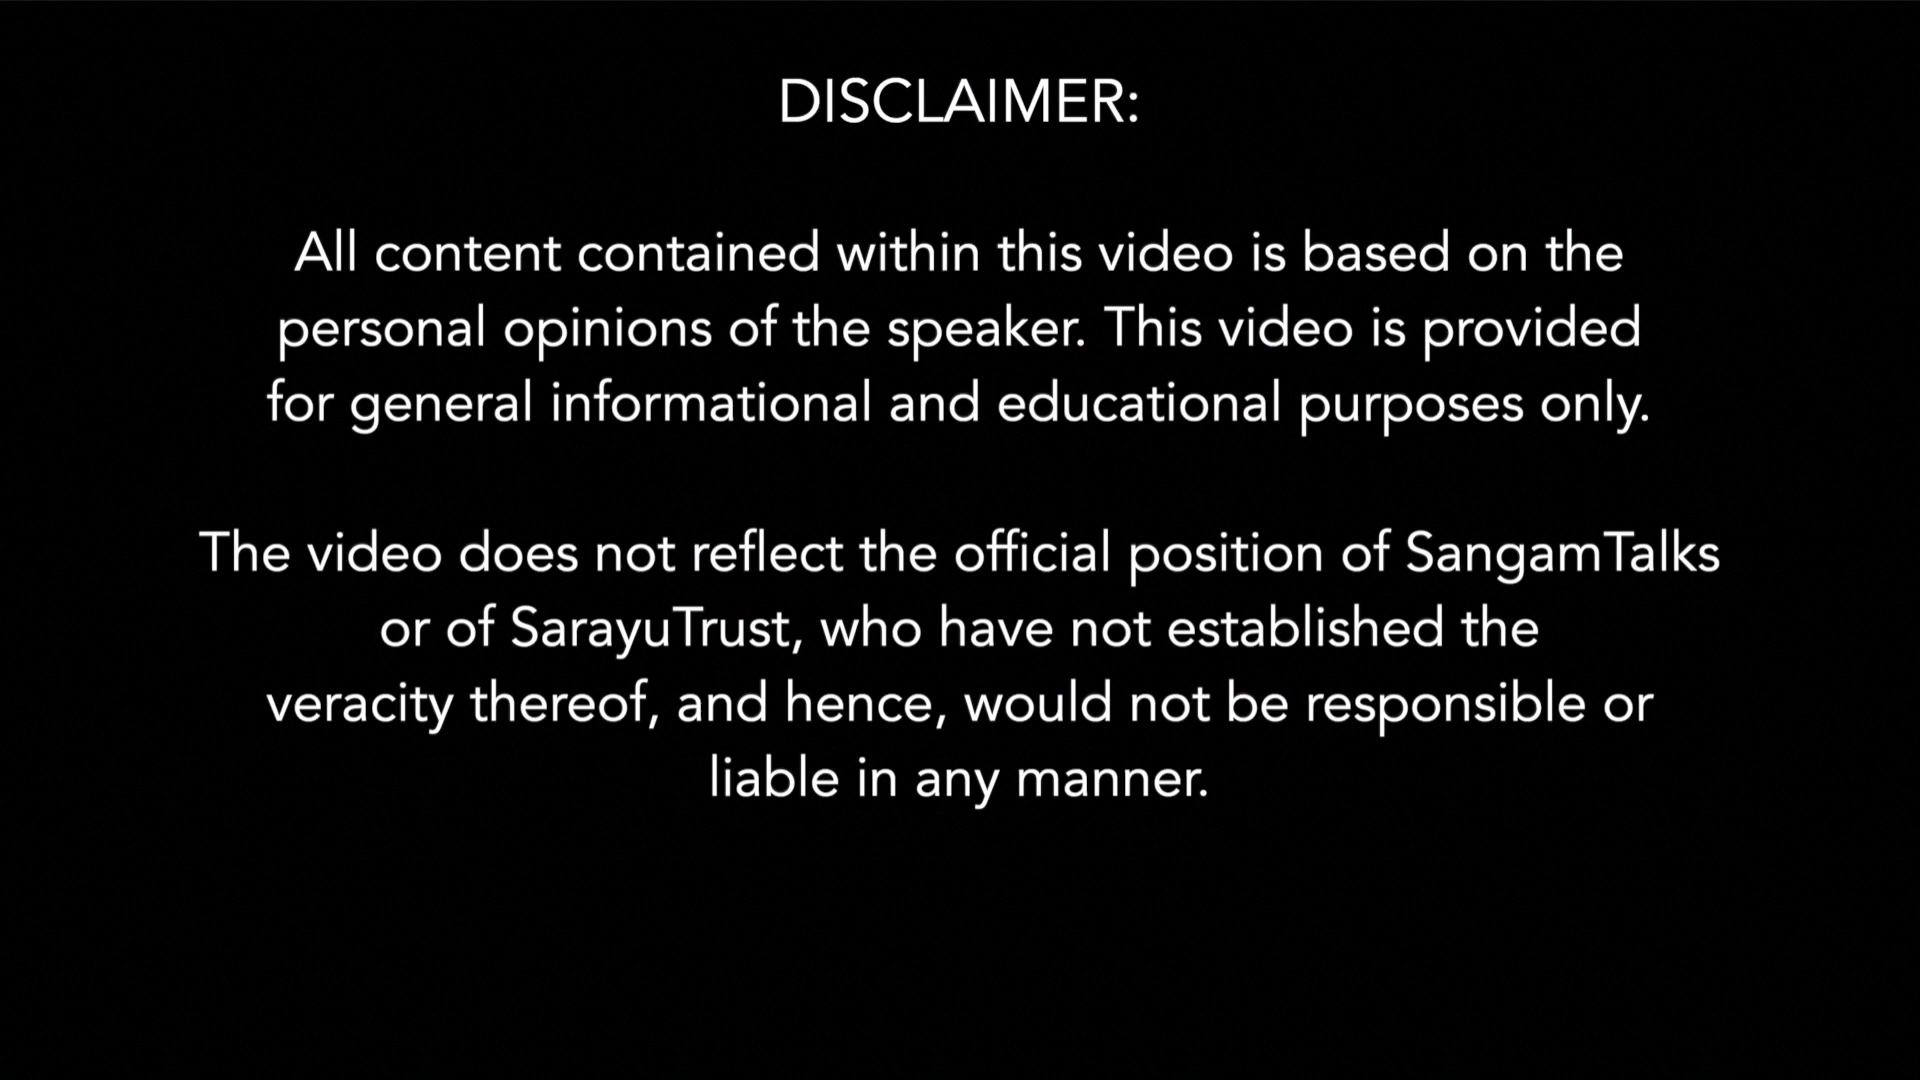 DISCLAIMER:
All content contained within this video is based on the
personal opinions of the speaker. This video is provided
for general informational and educational purposes only.
The video does not reflect the official position of SangamTalks
or of SarayuTrust, who have not established the
veracity thereof, and hence, would not be responsible or
liable in any manner.